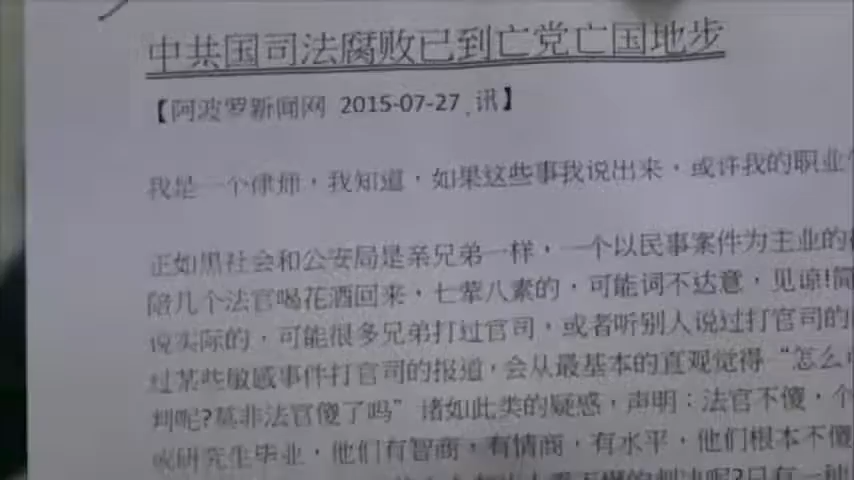 中共国司法腐败已到亡党亡国地步
【阿波罗新闻网 2015-07-27 讯】
我是一个律师，我知道，如果这些事我说出来，或许我的职业
正如黑社会和公安局是亲兄弟一样，一个以民事案件为主业的
陪几个法官喝花酒回来，七荤八素的，可能词不达意，见谅!简
说实际的，可能很多兄弟打过官司，或者听别人说过打官司的
过某些敏感事件打官司的报道，会从最基本的直观觉得“怎么
判呢?莫非法官傻了吗”诸如此类的疑惑，声明：法官不傻，个
研究生毕业，他们有智商，有情商，有水平，他们根本不傻
的判决呢?只有一种